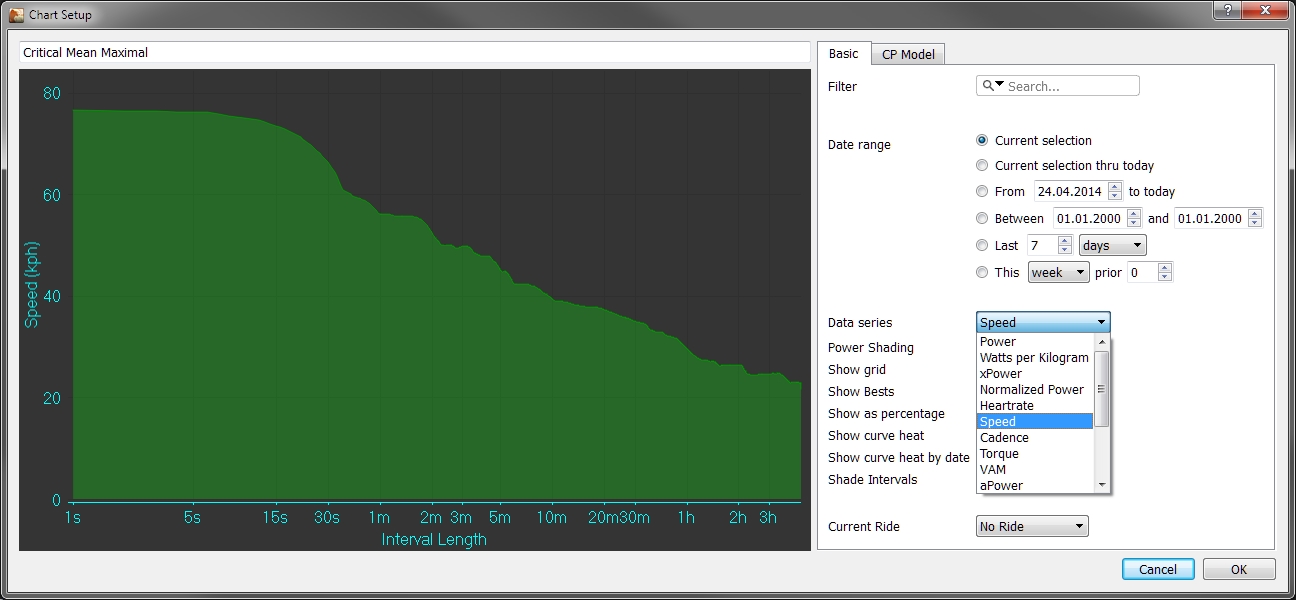 Chart Setup
?
X
Critical Mean Maximal
80
60
40
20
0
Speed (kph)
1s 5s 15s 30s 1m 2m 3m 5m 10m 20m30m 1h 2h 3h
Interval Length
Basic CP Model
Filter Search...
Date range Current selection
Current selection thru today
From 24.04.2014 to today
Between 01.01.2000 and 01.01.2000
Last 7 days
This week prior 0
Data series Speed
Power Shading
Show grid
Show Bests
Show as percentage
Show curve heat
Show curve heat by date
Shade Intervals
Power
Watts per Kilogram
xPower
Normalized Power
Heartrate
Speed
Cadence
Torque
VAM
aPower
Current Ride No Ride
Cancel OK